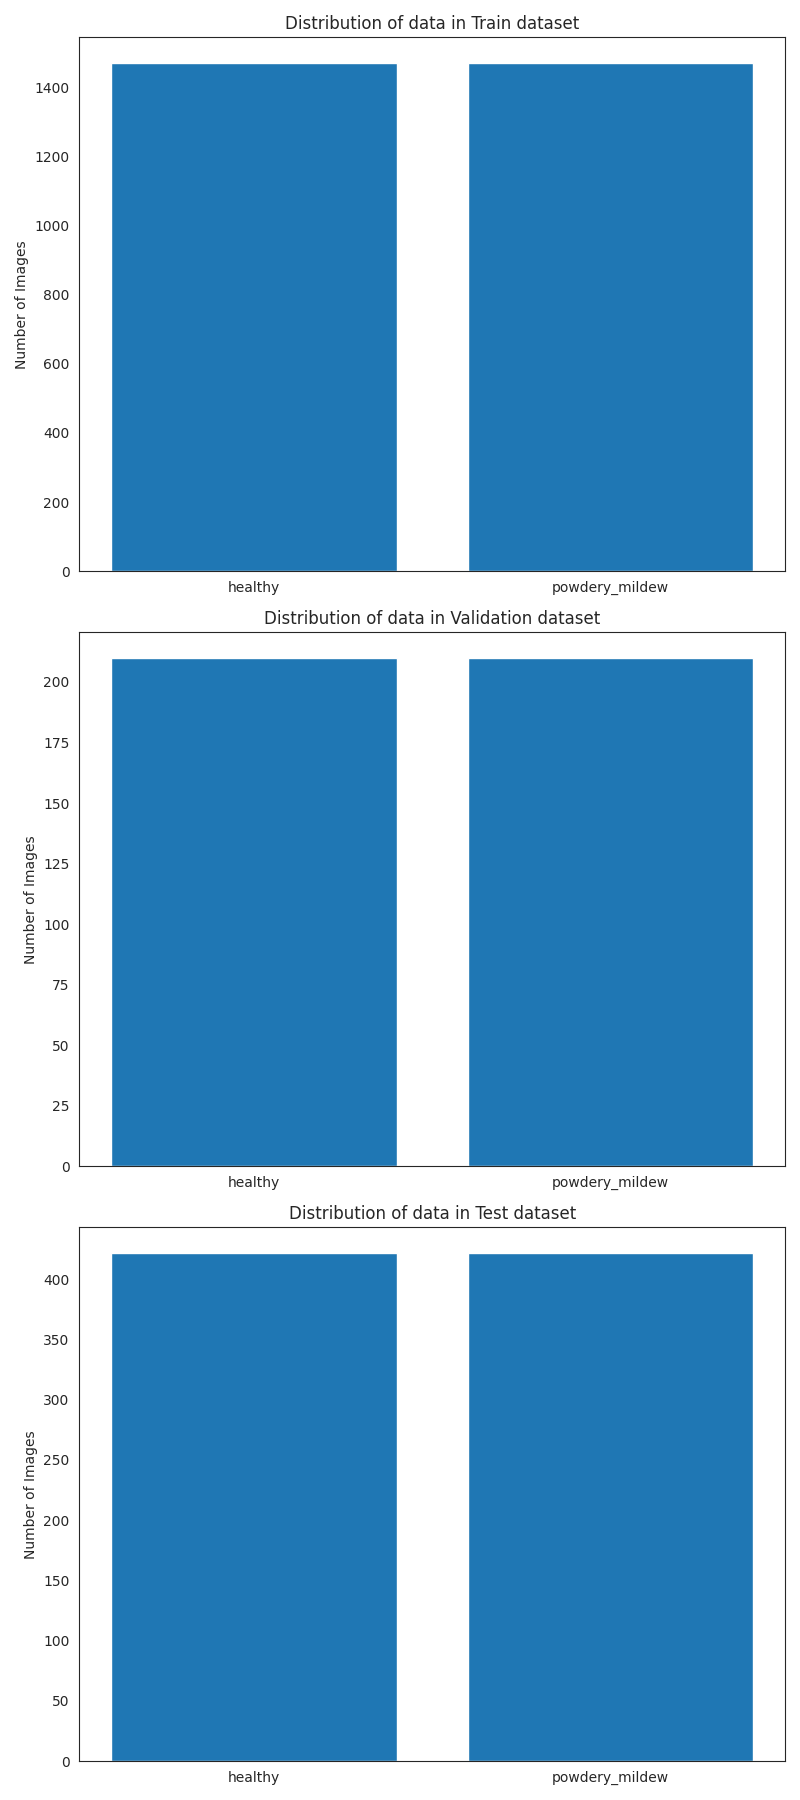 Distribution of data in Train dataset
1400
1200
1000
800
600
400
200
0
Number of Images
healthy powdery_mildew
Distribution of data in Validation dataset
200
175
150
125
100
75
50
25
0
Number of Images
healthy powdery_mildew
Distribution of data in Test dataset
400
350
300
250
200
150
100
50
0
Number of Images
healthy powdery_mildew